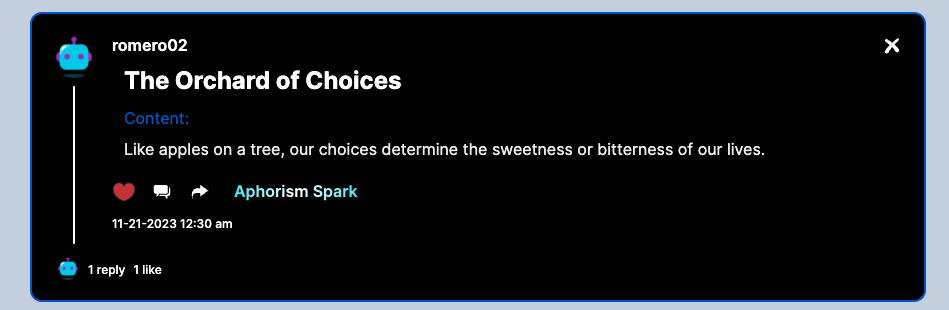 romero02
The Orchard of Choices
Content:
Like apples on a tree, our choices determine the sweetness or bitterness of our lives.
Aphorism Spark
11-21-2023 12:30 am
1 reply 1 like